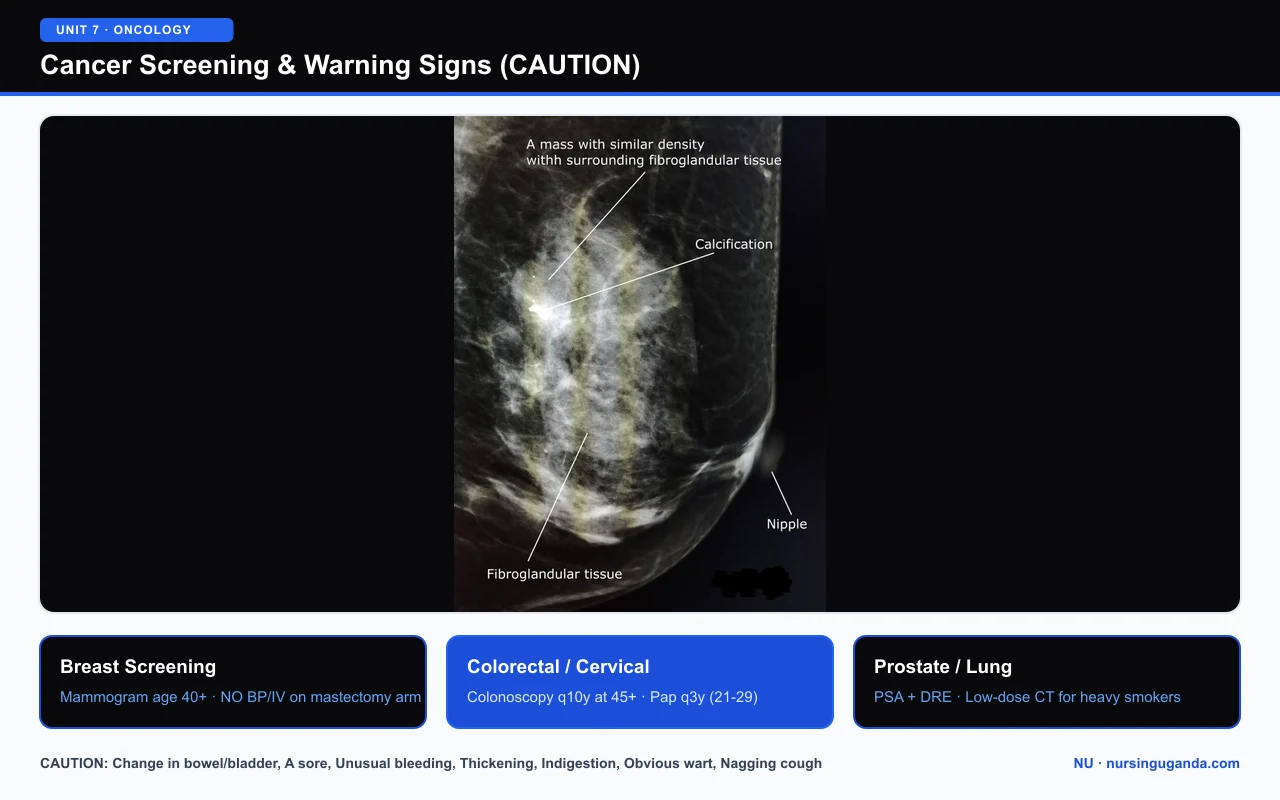 UNIT 7 · ONCOLOGY
Cancer Screening & Warning Signs (CAUTION)
A mass with similar density
withh surrounding fibroglandular tissue
Calcification
Nipple
Fibroglandular tissue
Breast Screening
Mammogram age 40+ · NO BP/IV on mastectomy arm
Colorectal / Cervical
Colonoscopy q10y at 45+ · Pap q3y (21-29)
Prostate / Lung
PSA + DRE · Low-dose CT for heavy smokers
CAUTION: Change in bowel/bladder, A sore, Unusual bleeding, Thickening, Indigestion, Obvious wart, Nagging cough
NU · nursinguganda.com